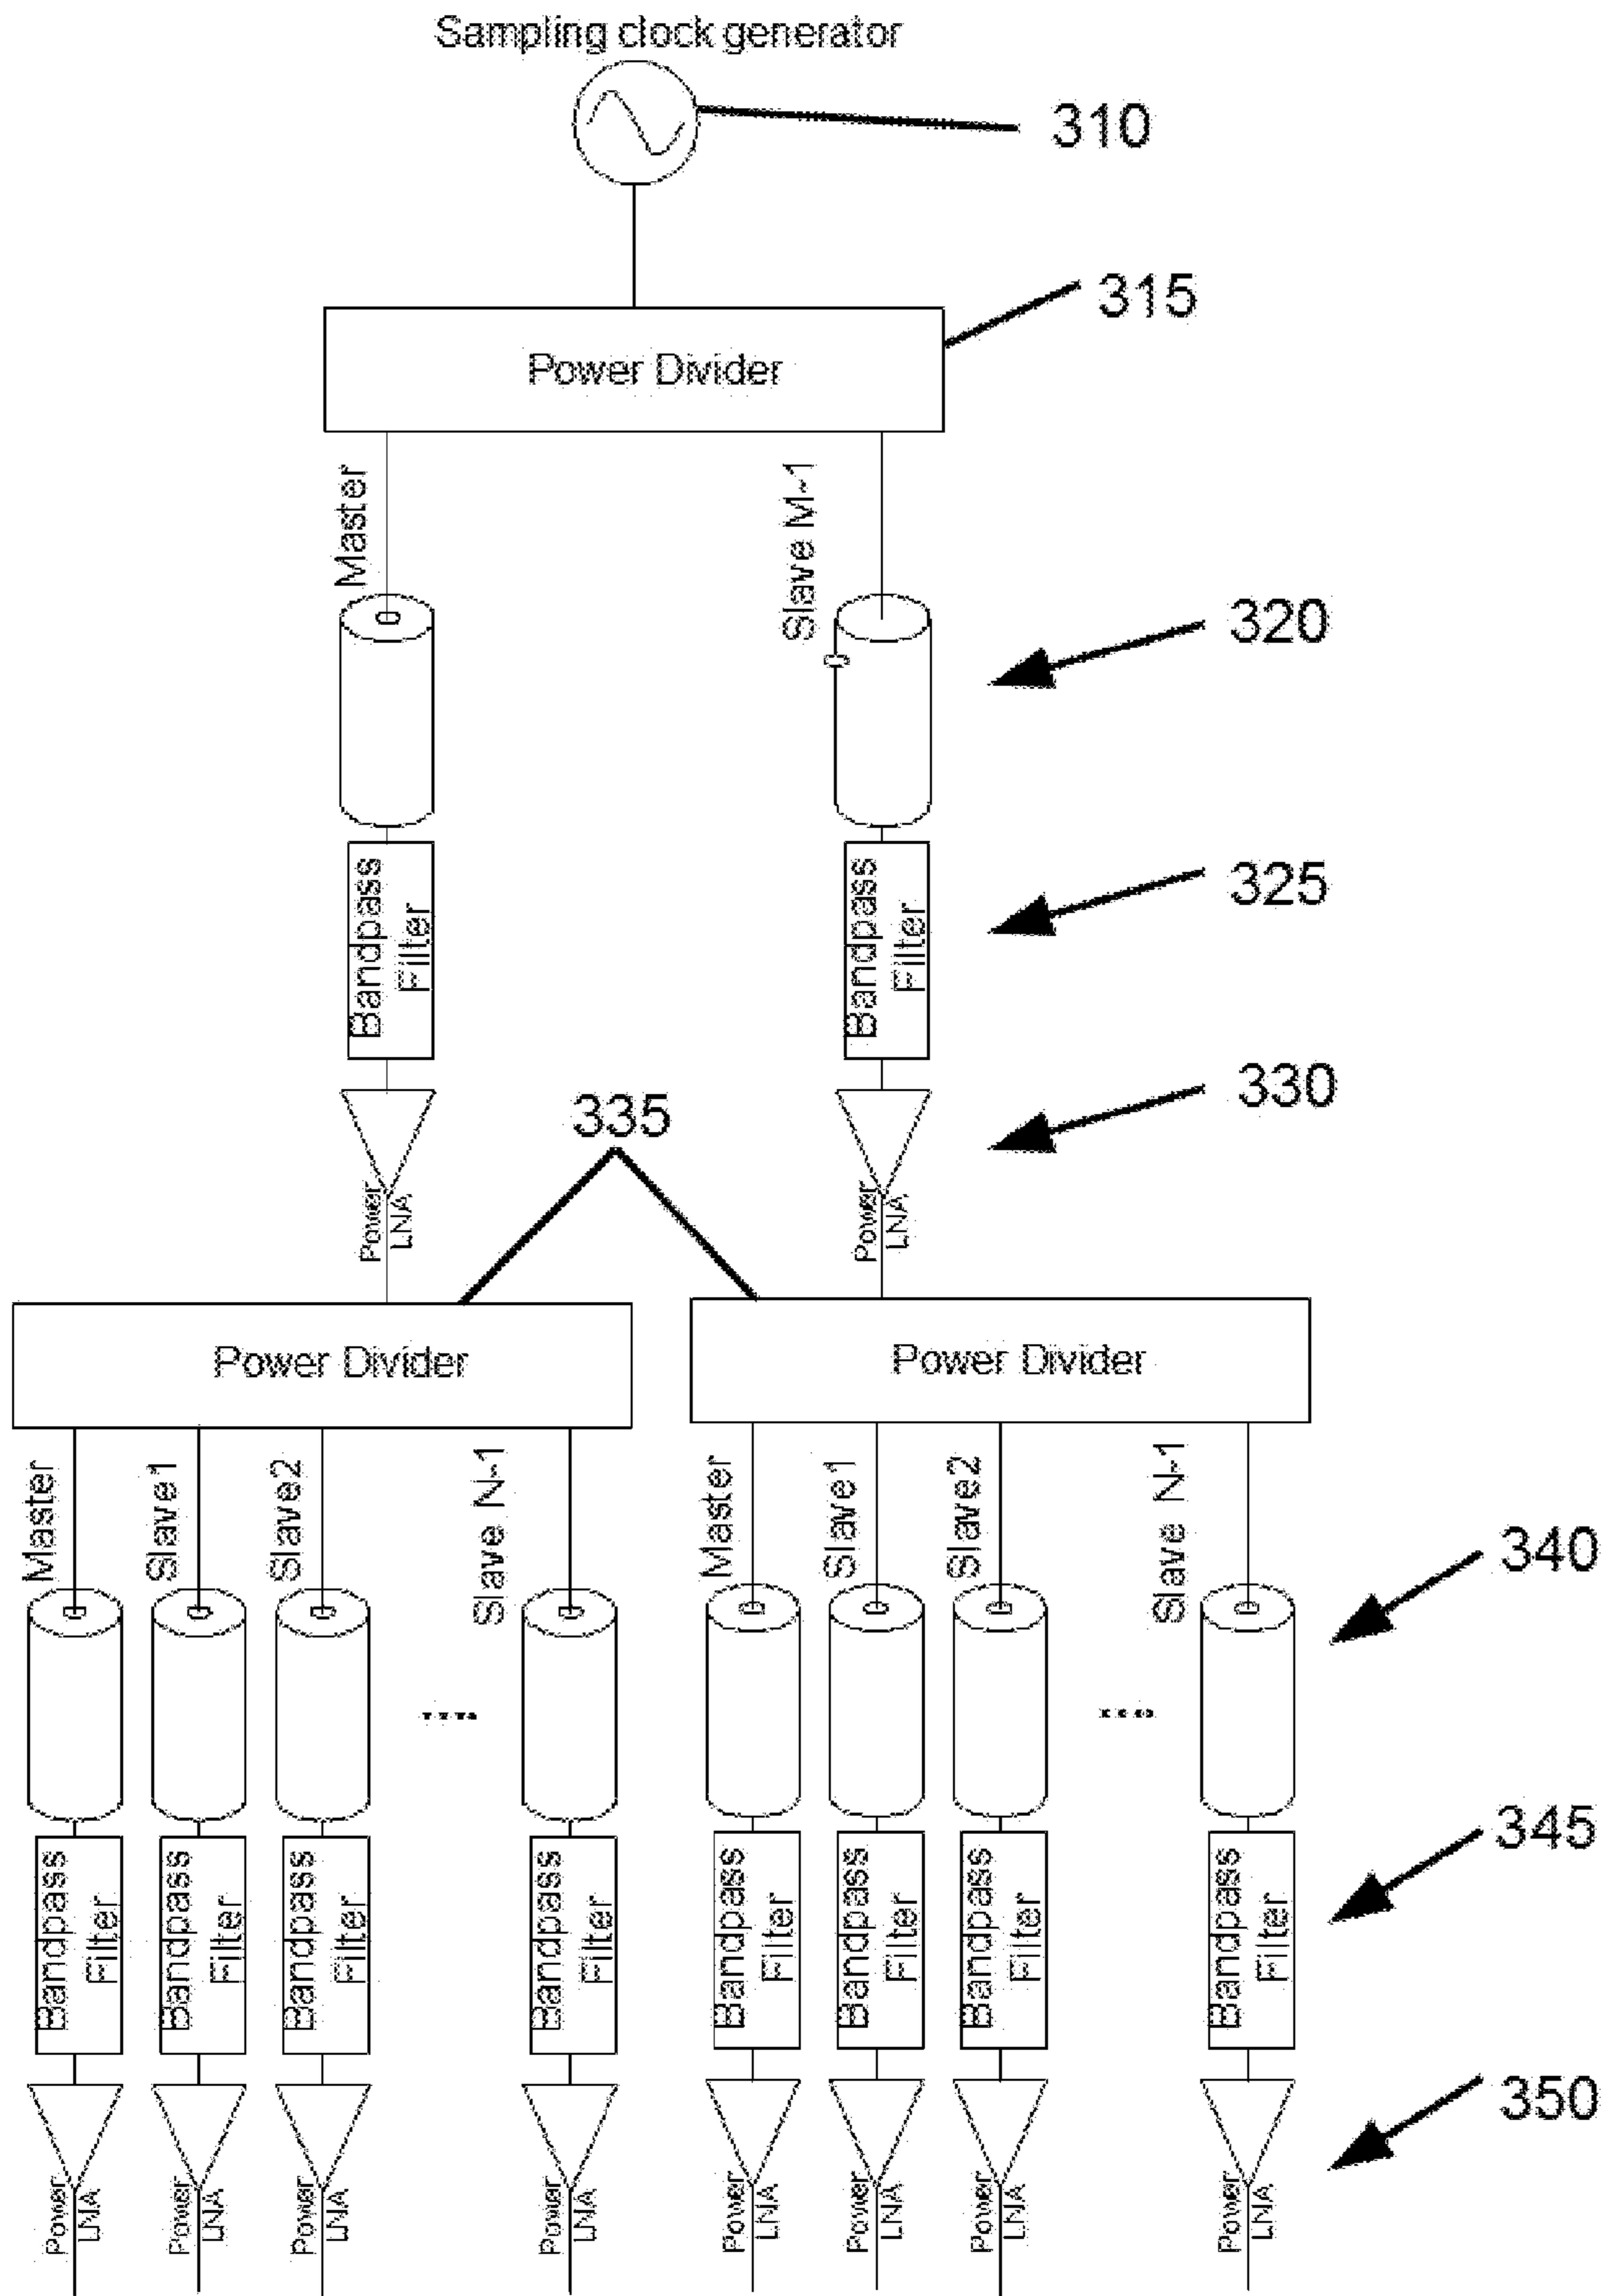 Sampling clock generator
310
315
Power Divider
Master
Slave M-1
320
325
Bandpass
Filter
Bandpass
Filter
330
335
Power
LNA
Power
LNA
Power Divider
Power Divider
Master
Slave1
Slave2
Slave N-1
Master
Slave1
Slave2
Slave N-1
340
....
....
345
Bandpass
Filter
Bandpass
Filter
Bandpass
Filter
Bandpass
Filter
Bandpass
Filter
Bandpass
Filter
Bandpass
Filter
Bandpass
Filter
350
Power
LNA
Power
LNA
Power
LNA
Power
LNA
Power
LNA
Power
LNA
Power
LNA
Power
LNA